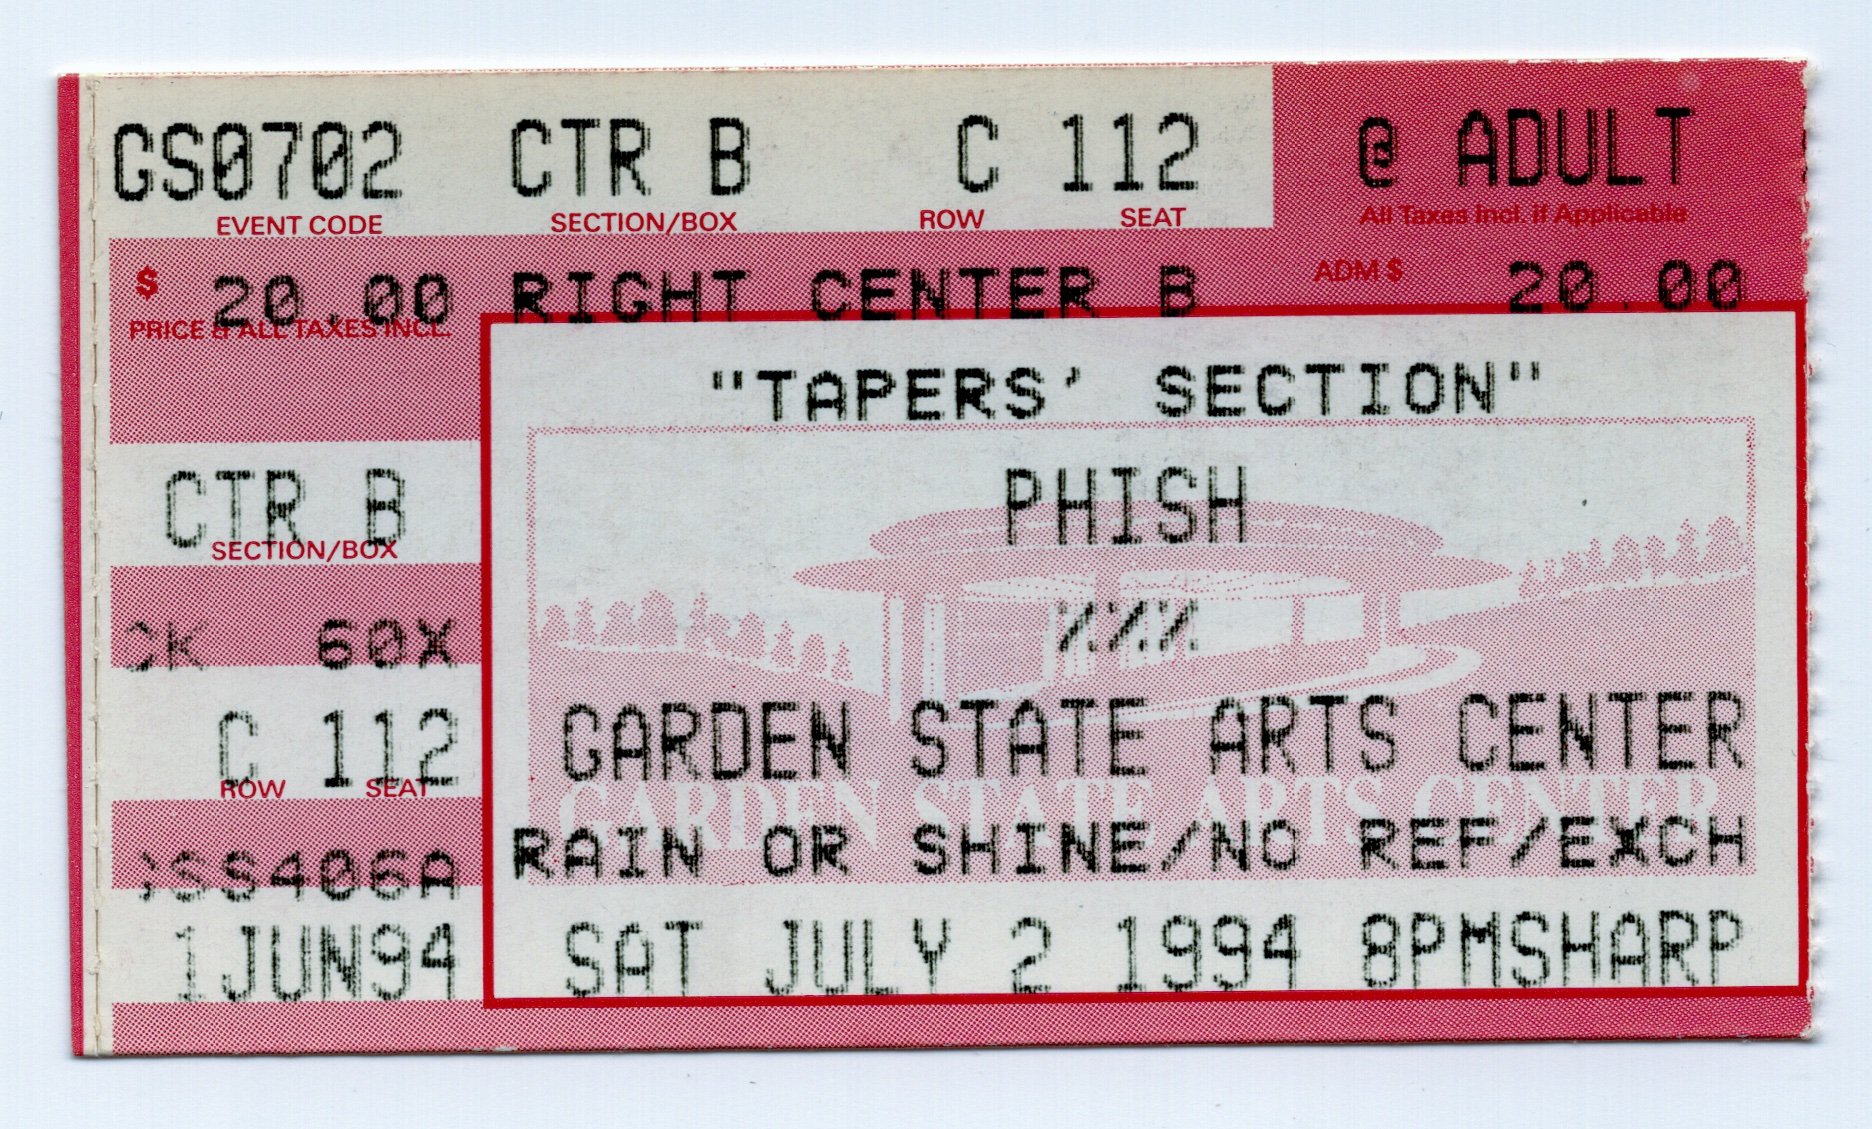 GS0702 CTR B C 112 @ ADULT
EVENT CODE SECTION/BOX ROW SEAT All Taxes Incl. if Applicable
$ 20.00 RIGHT CENTER B ADM $ 20.00
PRICE & ALL TAXES INCL.
"TAPERS' SECTION"
CTR B PHISH
SECTION/BOX
CK 60X %%%
C 112 GARDEN STATE ARTS CENTER
ROW SEAT GARDEN STATE ARTS CENTER
SS406A RAIN OR SHINE/NO REF/EXCH
1JUN94 SAT JULY 2 1994 8PMSHARP